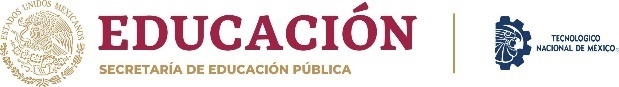 ESTADOS UNIDOS MEXICANOS
EDUCACIÓN
SECRETARÍA DE EDUCACIÓN PÚBLICA
TECNOLÓGICO
NACIONAL DE MÉXICO®